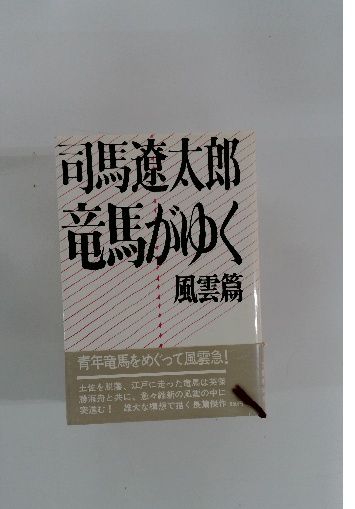 司馬遼太郎
竜馬がゆく
風雲篇
青年竜馬をめぐって風雲急!
土佐を脱藩、江戸に走った竜馬は英傑
勝海舟と共に、愈々維新の風雲の中に
突進む! 雄大な構想で描く長篇傑作